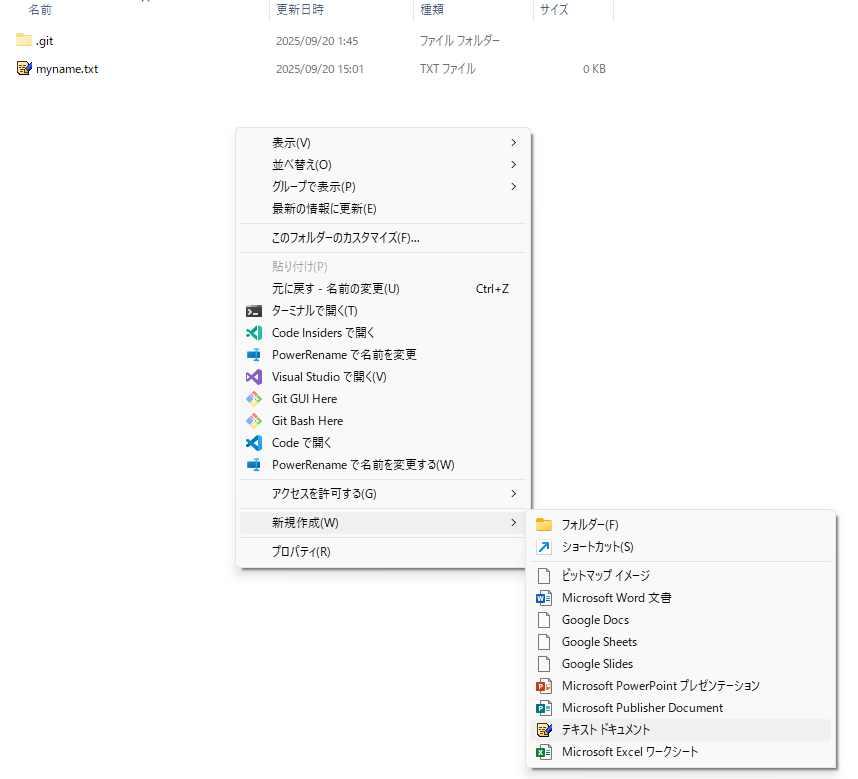 名前 更新日時 種類 サイズ
.git 2025/09/20 1:45 ファイル フォルダー
myname.txt 2025/09/20 15:01 TXT ファイル 0 KB
表示(V)
並べ替え(O)
グループで表示(P)
最新の情報に更新(E)
このフォルダーのカスタマイズ(F)...
貼り付け(P)
元に戻す - 名前の変更(U) Ctrl+Z
ターミナルで開く(T)
Code Insiders で開く
PowerRename で名前を変更
Visual Studio で開く(V)
Git GUI Here
Git Bash Here
Code で開く
PowerRename で名前を変更する(W)
アクセスを許可する(G)
新規作成(W)
プロパティ(R)
フォルダー(F)
ショートカット(S)
ビットマップ イメージ
Microsoft Word 文書
Google Docs
Google Sheets
Google Slides
Microsoft PowerPoint プレゼンテーション
Microsoft Publisher Document
テキスト ドキュメント
Microsoft Excel ワークシート